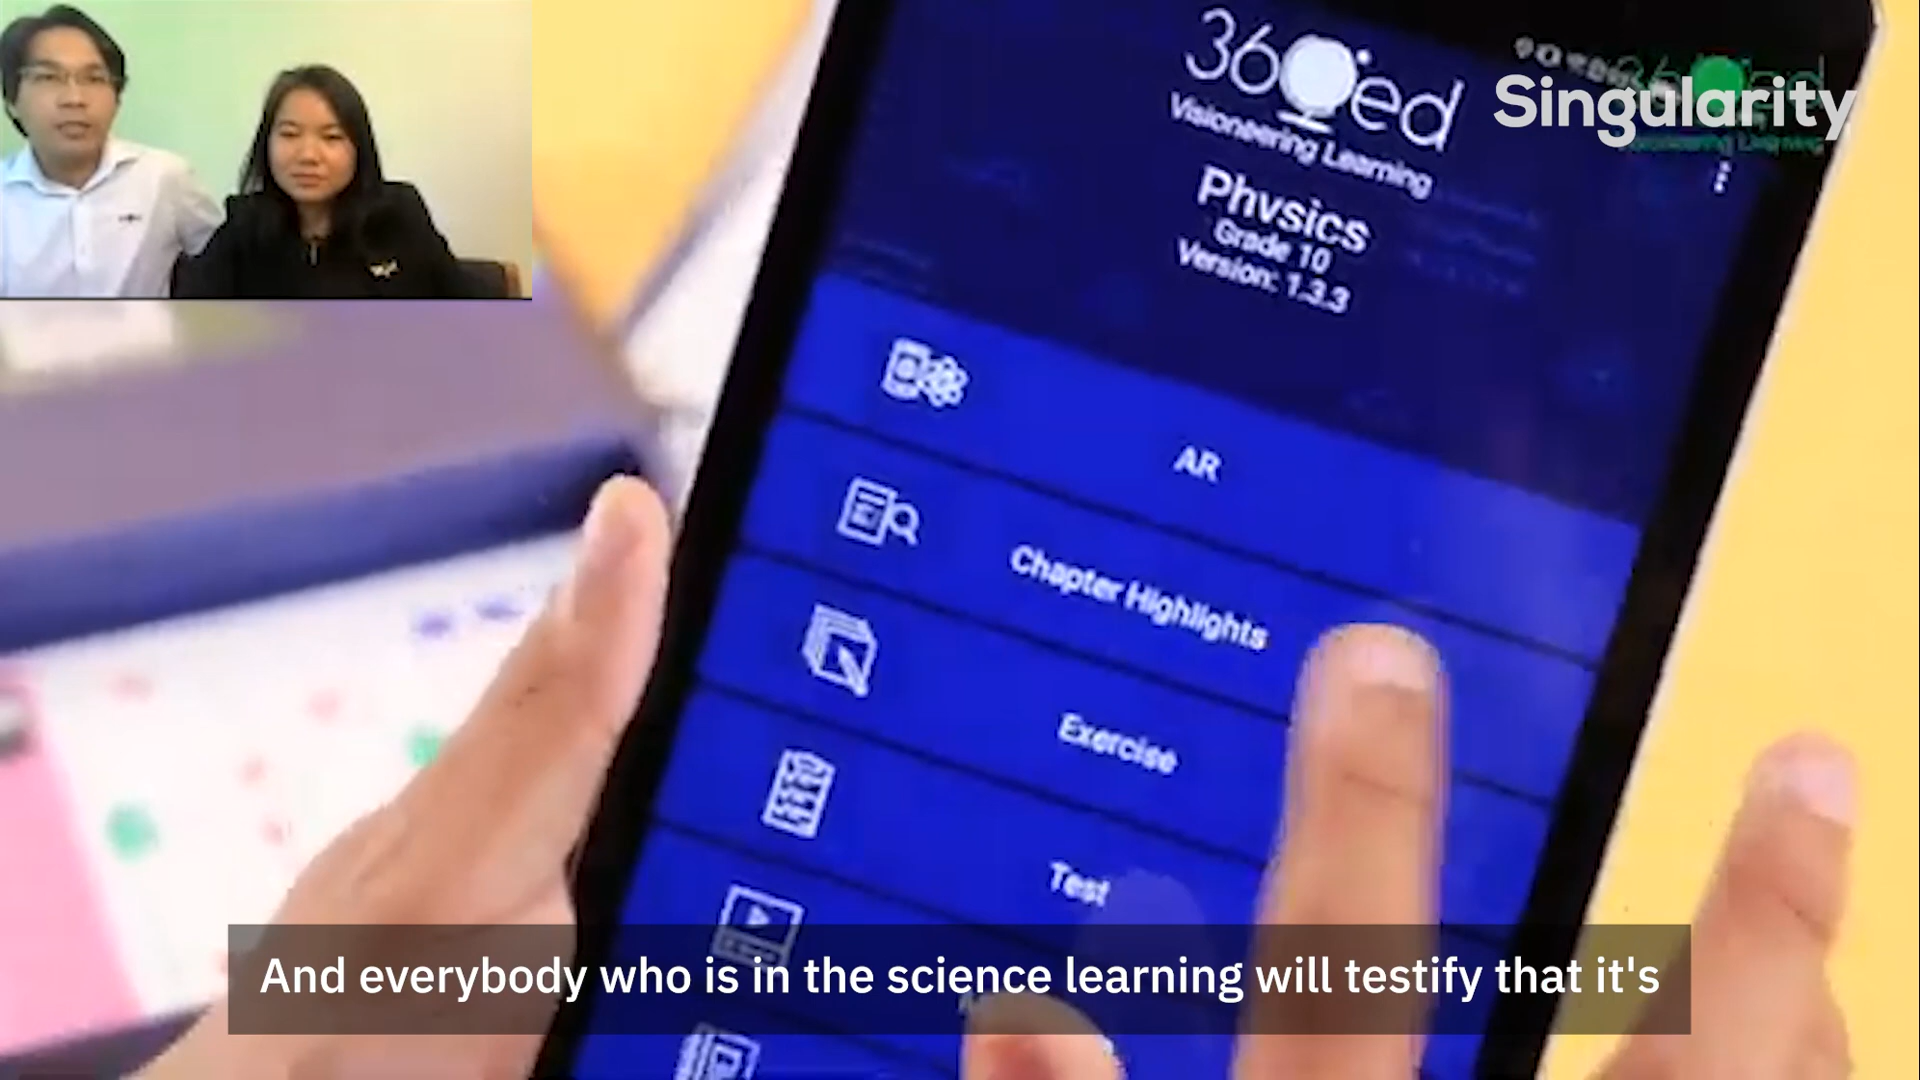 360ed
Visioneering Learning
Singularity
Physics
Grade 10
Version: 1.3.3
AR
Chapter Highlights
Exercise
Test
And everybody who is in the science learning will testify that it's